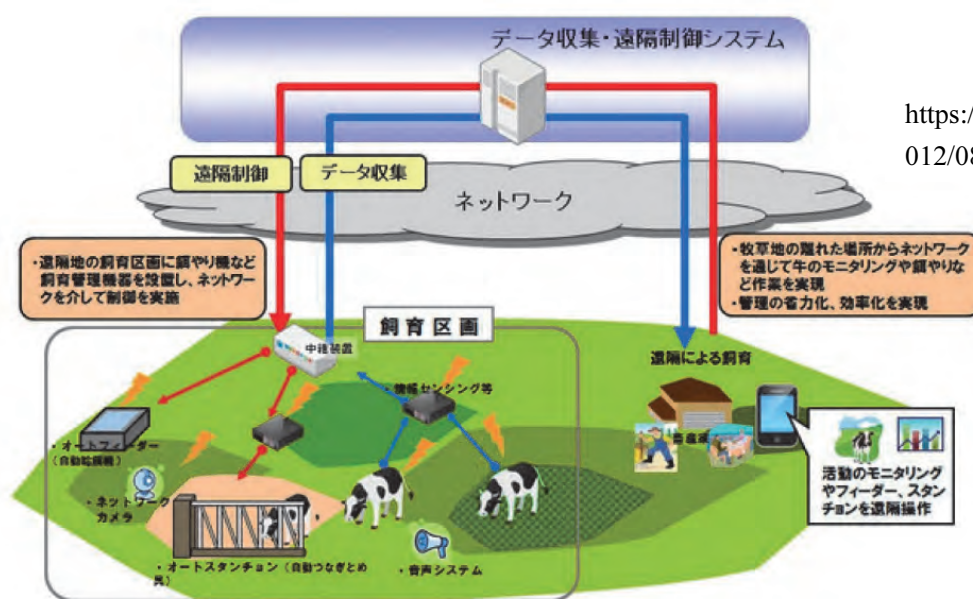 データ収集・遠隔制御システム
https:/
012/08
遠隔制御
データ収集
ネットワーク
・遠隔地の飼育区画に餌やり機など
飼育管理機器を設置し、ネットワー
クを介して制御を実施
・牧草地の離れた場所からネットワーク
を通じて牛のモニタリングや餌やりな
ど作業を実現
・管理の省力化、効率化を実現
飼育区画
中継装置
・情報センシング等
遠隔による飼育
・オートフィーダー
(自動給餌機)
畜産家
・ネットワーク
カメラ
活動のモニタリング
やフィーダー、スタン
チョンを遠隔操作
・オートスタンチョン(自動つなぎとめ
具)
・音声システム